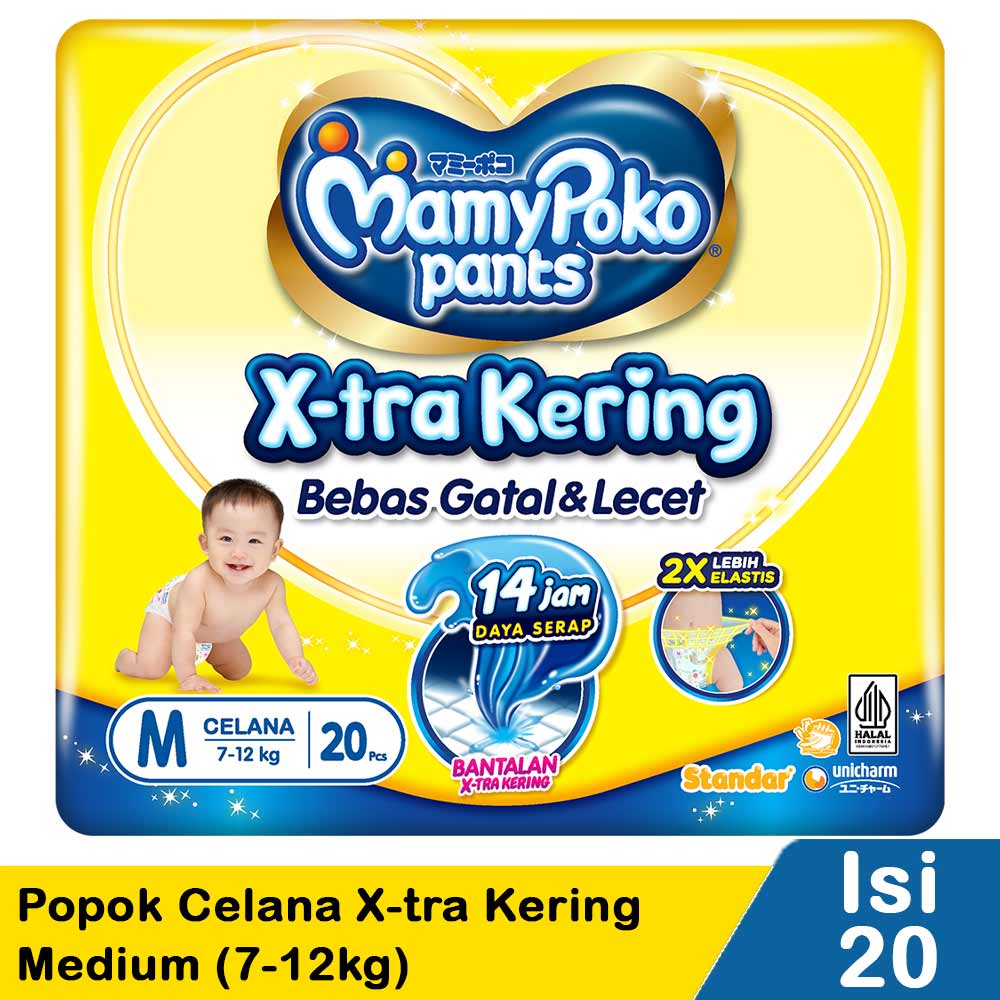 マミーポコ
MamyPoko
pants
®
X-tra Kering
Bebas Gatal & Lecet
14 jam
DAYA SERAP
2X LEBIH
ELASTIS
BANTALAN
X-TRA KERING
M CELANA
7-12 kg
20 Pcs
HALAL
INDONESIA
Standar
unicharm
ユニ・チャーム
Popok Celana X-tra Kering
Medium (7-12kg)
Isi
20